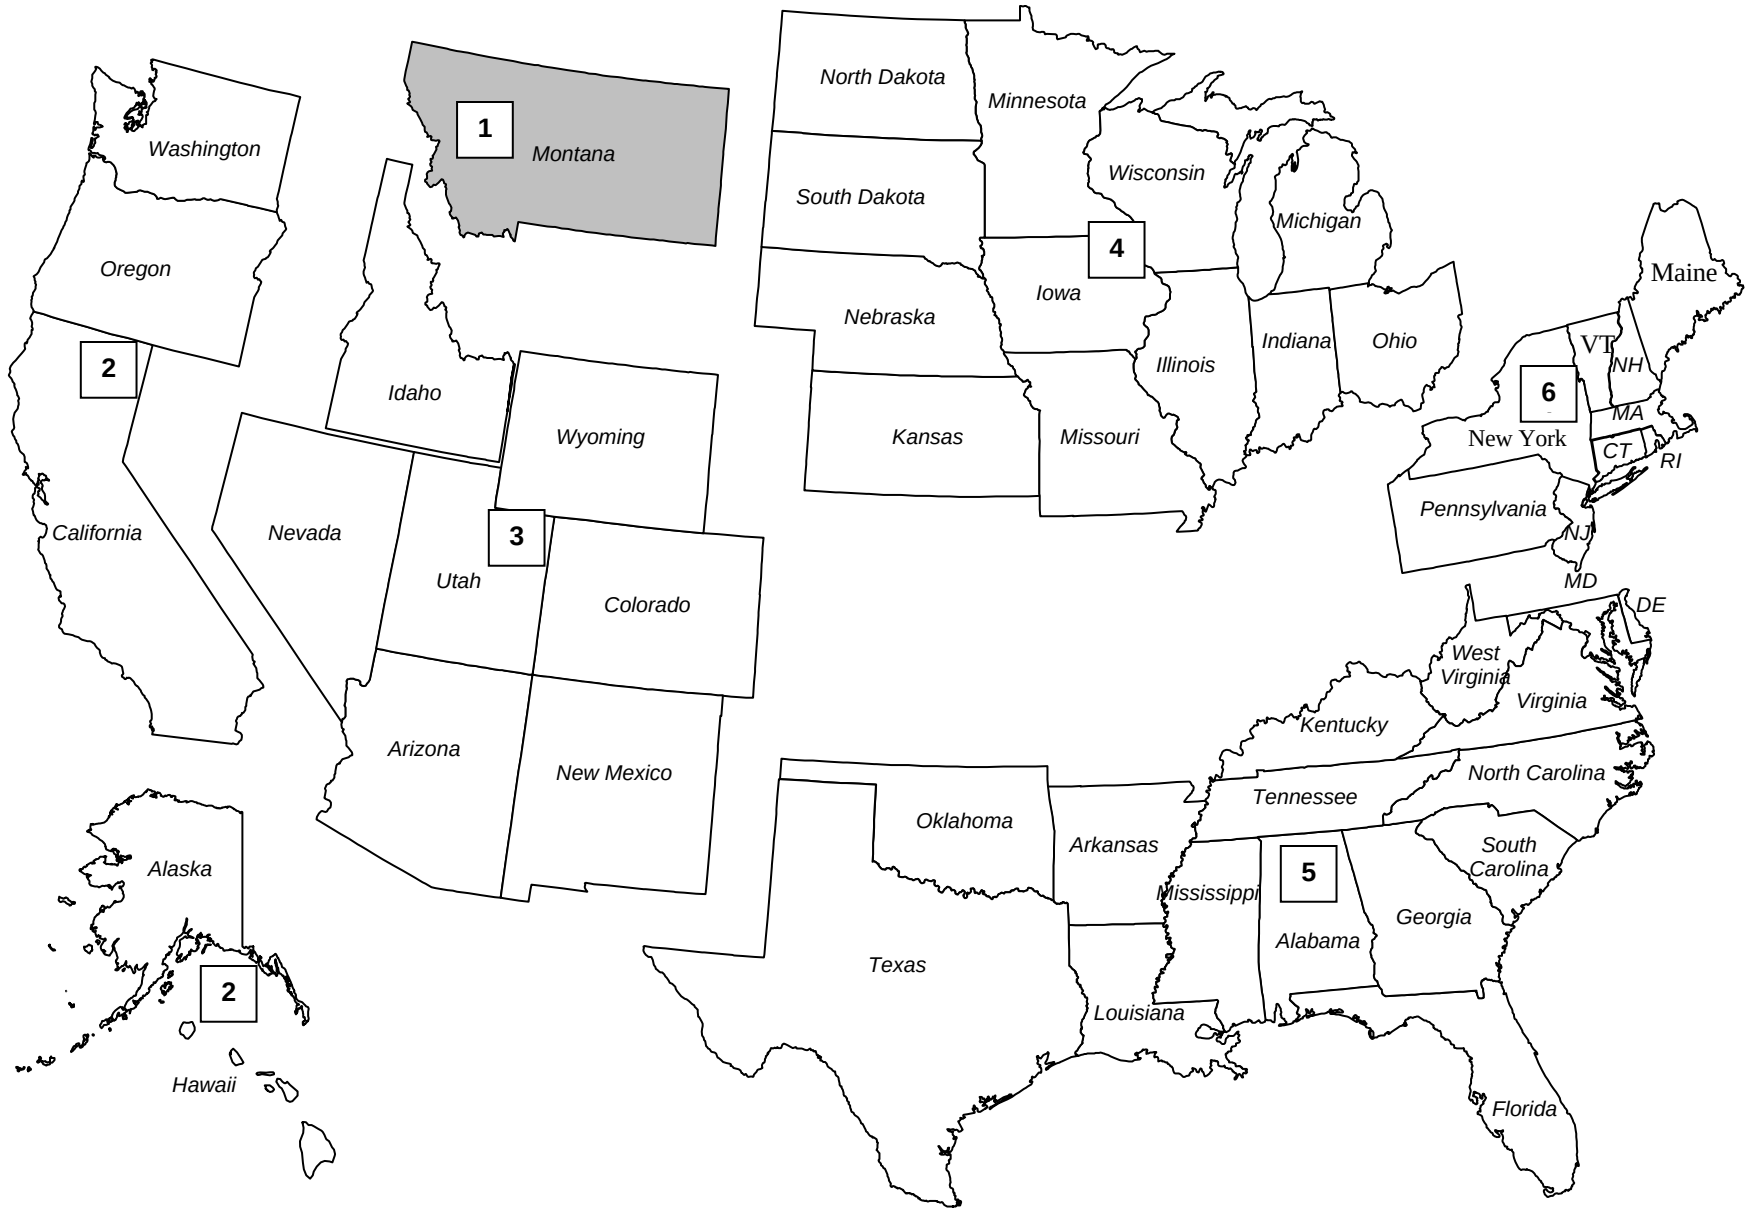 North Dakota
Minnesota
1
Washington
Montana
Wisconsin
South Dakota
Michigan
4
Oregon
Maine
Iowa
Nebraska
Indiana
Ohio
VT
2
Illinois
NH
Idaho
6
MA
Wyoming
Kansas
Missouri
New York
CT
RI
Pennsylvania
California
Nevada
3
NJ
Utah
MD
Colorado
DE
West
Virginia
Virginia
Kentucky
Arizona
New Mexico
North Carolina
Tennessee
Oklahoma
Arkansas
South
Carolina
Alaska
5
Mississippi
Georgia
Alabama
Texas
2
Louisiana
Hawaii
Florida